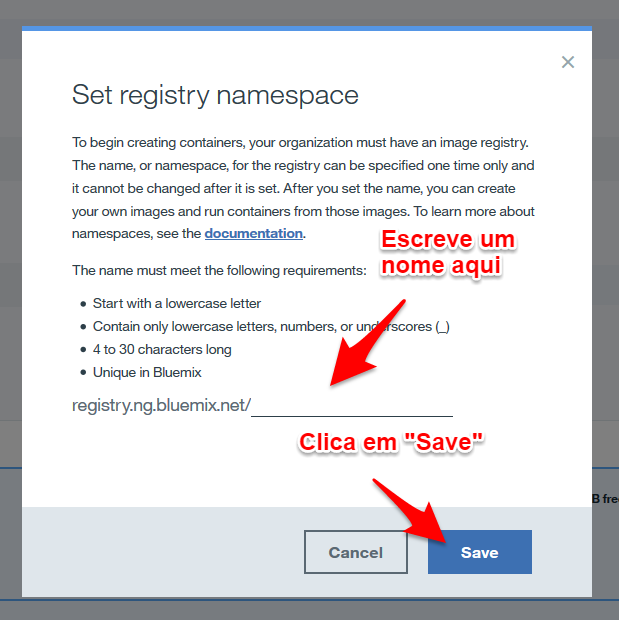 ×
Set registry namespace
To begin creating containers, your organization must have an image registry.
The name, or namespace, for the registry can be specified one time only and
it cannot be changed after it is set. After you set the name, you can create
your own images and run containers from those images. To learn more about
namespaces, see the documentation.
Escreve um
nome aqui
The name must meet the following requirements:
• Start with a lowercase letter
• Contain only lowercase letters, numbers, or underscores (_)
• 4 to 30 characters long
• Unique in Bluemix
registry.ng.bluemix.net/
Clica em "Save"
B fre
Cancel
Save